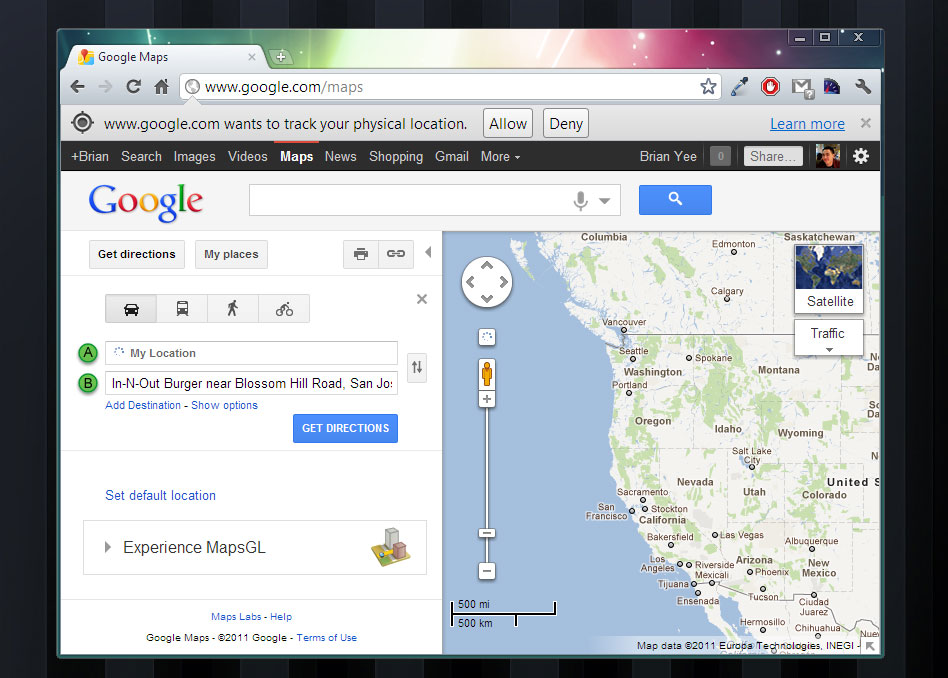 Google Maps
www.google.com/maps
www.google.com wants to track your physical location. Allow Deny Learn more
+Brian Search Images Videos Maps News Shopping Gmail More Brian Yee 0 Share...
Google
Get directions My places
A My Location
B In-N-Out Burger near Blossom Hill Road, San Jos
Add Destination - Show options
GET DIRECTIONS
Set default location
Experience MapsGL
Maps Labs - Help
Google Maps - ©2011 Google - Terms of Use
Columbia
Edmonton
Saskatchewan
Satellite
Traffic
Calgary
Vancouver
Seattle
Spokane
Washington
Montana
Portland
Oregon
Idaho
Wyoming
Salt Lake
City
Nevada
Utah
United S
Colorado
Sacramento
San
Francisco
Stockton
California
Bakersfield
Las Vegas
Albuquerque
Los
Angeles
Riverside
Arizona
New
Mexico
Phoenix
Tijuana
Mexicali
Ensenada
Tucson
Ciudad
Juarez
Hermosillo
Chihuahua
500 mi
500 km
Map data ©2011 Europa Technologies, INEGI -